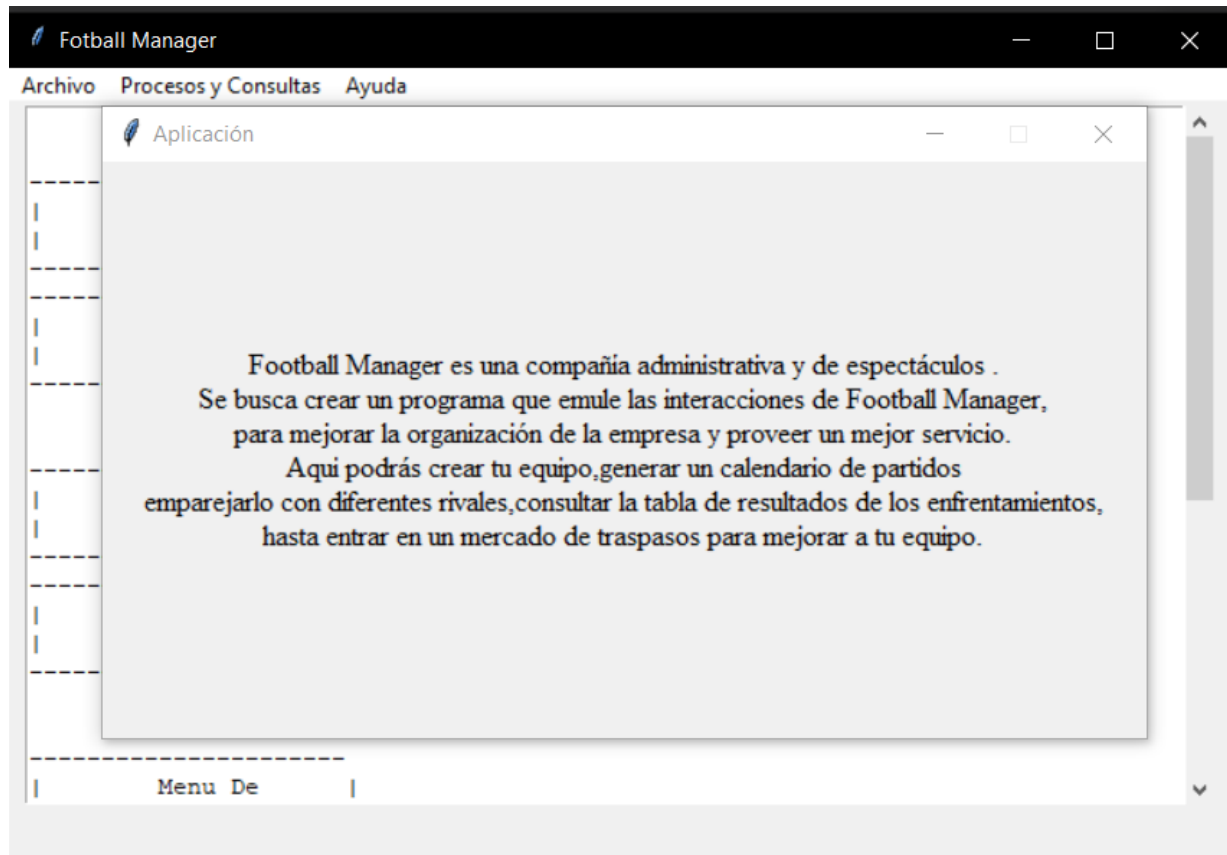 Fotball Manager
Archivo Procesos y Consultas Ayuda
Aplicación
-----
|
|
-----
-----
|
|
-----
Football Manager es una compañia administrativa y de espectáculos .
Se busca crear un programa que emule las interacciones de Football Manager,
para mejorar la organización de la empresa y proveer un mejor servicio.
Aqui podrás crear tu equipo,generar un calendario de partidos
emparejarlo con diferentes rivales,consultar la tabla de resultados de los enfrentamientos,
hasta entrar en un mercado de traspasos para mejorar a tu equipo.
-----
|
|
-----
-----
|
|
-----
----------------------
| Menu De |